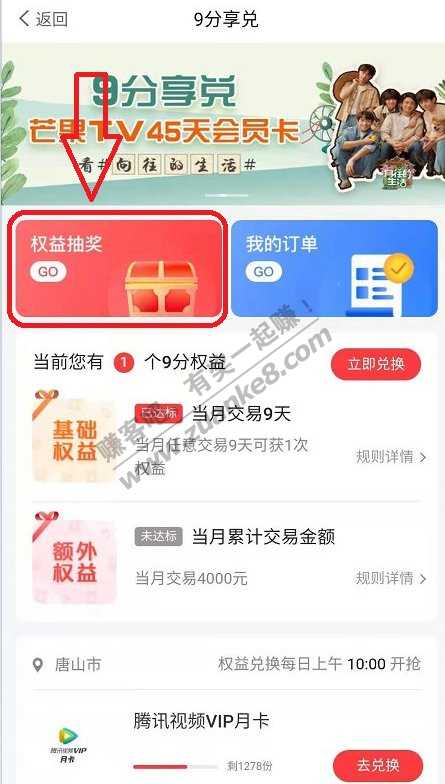 返回
9分享兑
9分享兑
芒果TV45天会员卡
看#向往的生活#
向往的生活
权益抽奖
GO
我的订单
GO
当前您有 1 个9分权益
立即兑换
基础
权益
已达标
当月交易9天
当月任意交易9天可获1次
权益
规则详情
额外
权益
未达标
当月累计交易金额
当月交易4000元
规则详情
赚客吧,有奖一起赚!
www.zuanke8.com
唐山市
权益兑换每日上午 10:00 开抢
腾讯视频VIP
月卡
腾讯视频VIP月卡
剩1278份
去兑换